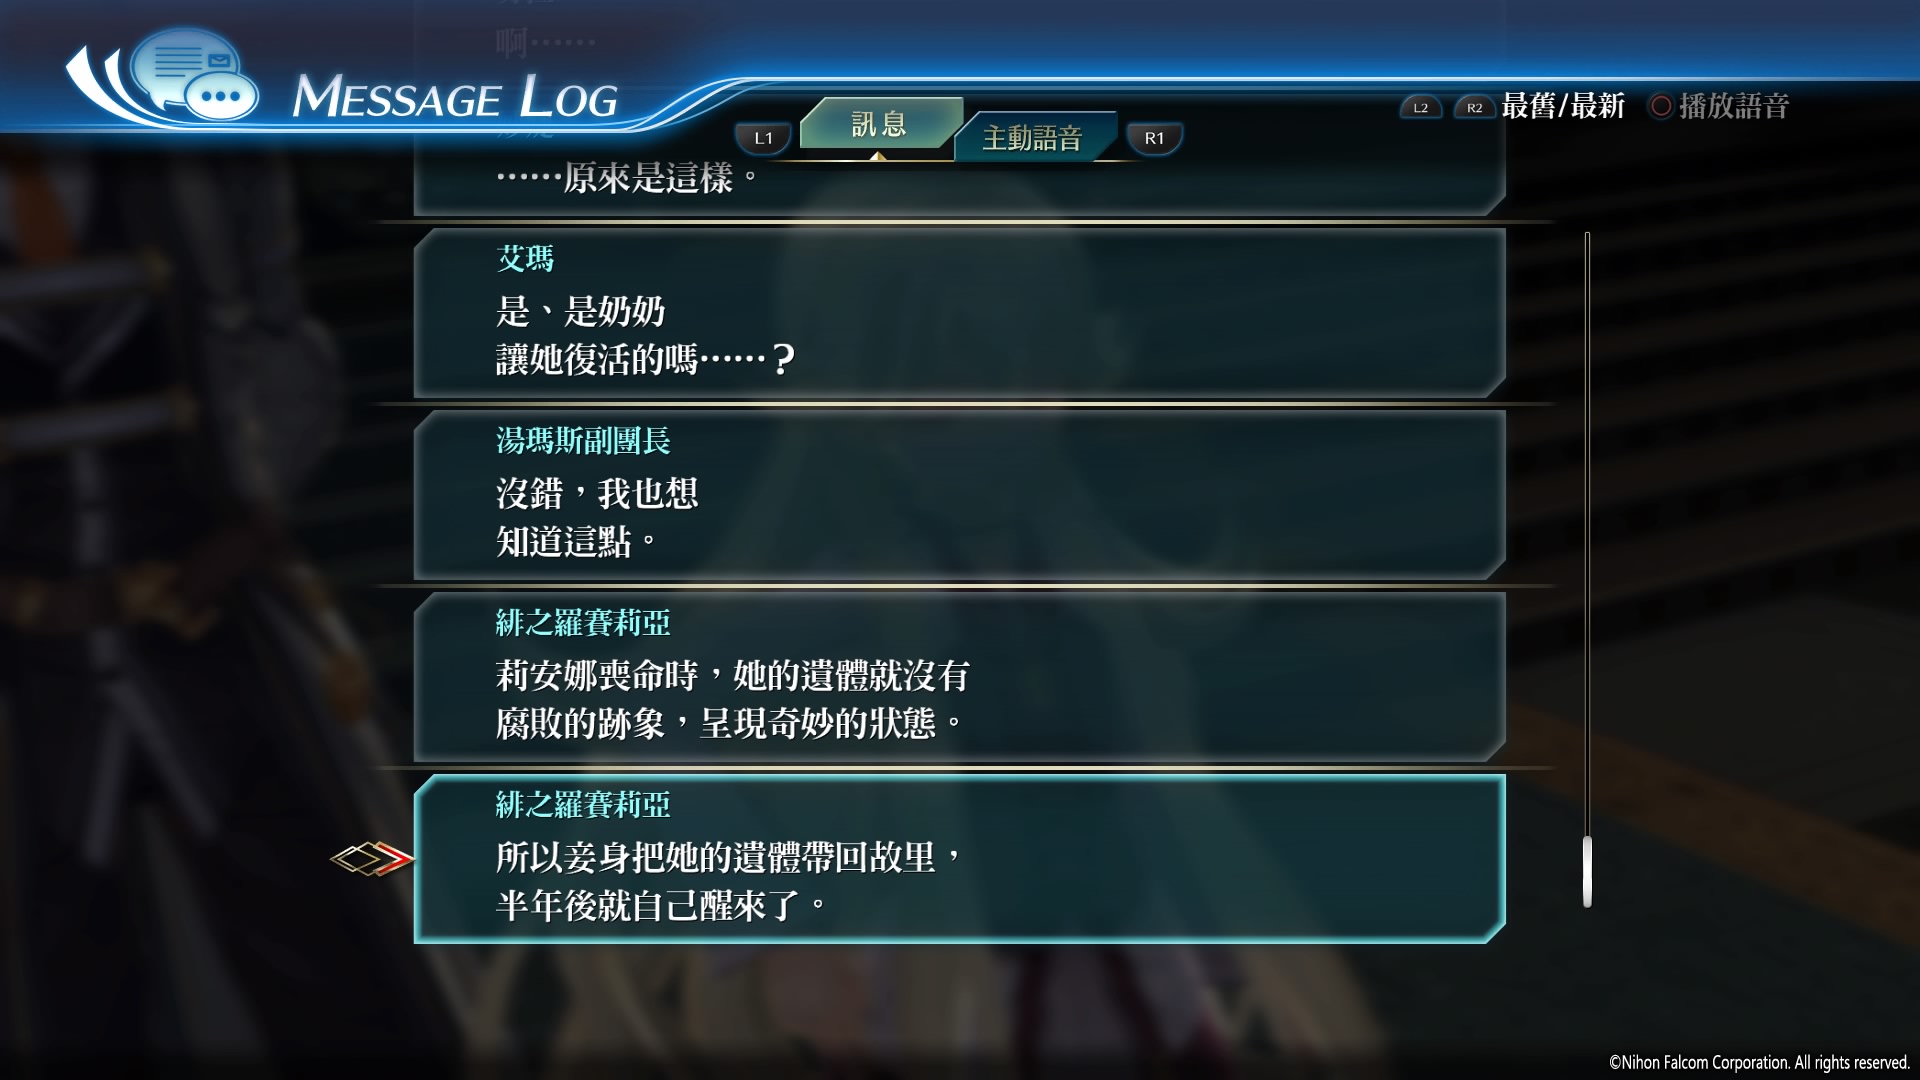 啊……
MESSAGE LOG
L1
訊息
主動語音
R1
L2
R2
最舊/最新
播放語音
……原來是這樣。
艾瑪
是、是奶奶
讓她復活的嗎……？
湯瑪斯副團長
沒錯，我也想
知道這點。
緋之羅賽莉亞
莉安娜喪命時，她的遺體就沒有
腐敗的跡象，呈現奇妙的狀態。
緋之羅賽莉亞
所以妾身把她的遺體帶回故里，
半年後就自己醒來了。
©Nihon Falcom Corporation. All rights reserved.